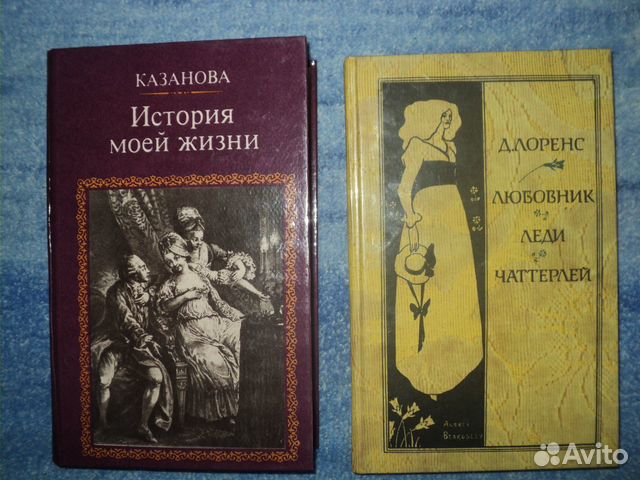 КАЗАНОВА
История
моей жизни
Д.ЛОРЕНС
ЛЮБОВНИК
ЛЕДИ
ЧАТТЕРЛЕЙ
Avito